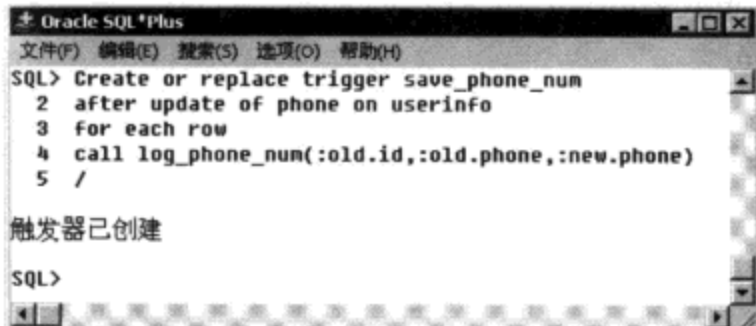 Oracle SQL*Plus
文件(F) 编辑(E) 搜索(S) 选项(O) 帮助(H)
SQL> Create or replace trigger save_phone_num
2 after update of phone on userinfo
3 for each row
4 call log_phone_num(:old.id,:old.phone,:new.phone)
5 /
触发器已创建
SQL>